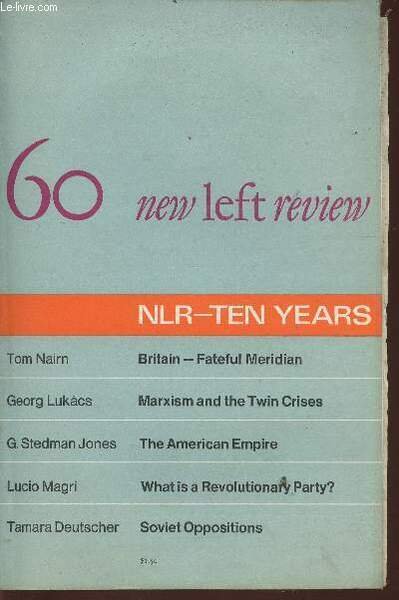 Le-livre.com
60 new left review
NLR—TEN YEARS
Tom Nairn Britain — Fateful Meridian
Georg Lukács Marxism and the Twin Crises
G. Stedman Jones The American Empire
Lucio Magri What is a Revolutionary Party?
Tamara Deutscher Soviet Oppositions